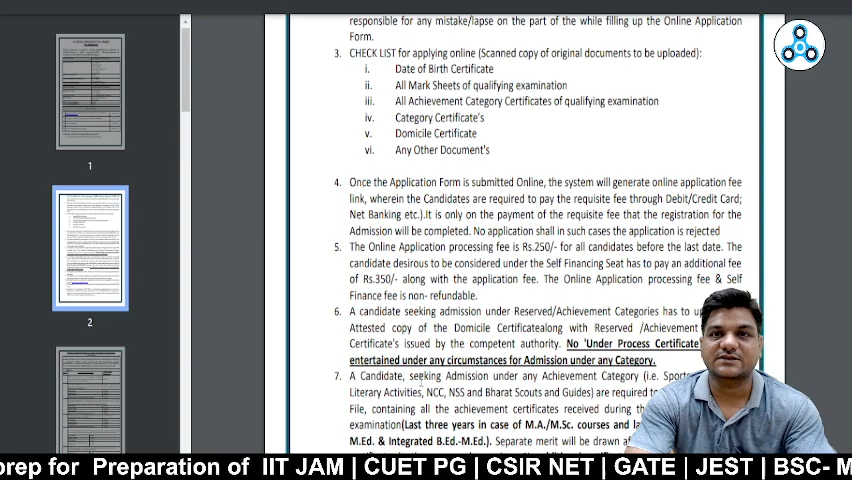 responsible for any mistake/lapse on the part of the while filling up the Online Application
Form.
3. CHECK LIST for applying online (Scanned copy of original documents to be uploaded):
i. Date of Birth Certificate
ii. All Mark Sheets of qualifying examination
iii. All Achievement Category Certificates of qualifying examination
iv. Category Certificate's
v. Domicile Certificate
vi. Any Other Document's
4. Once the Application Form is submitted Online, the system will generate online application fee
link, wherein the Candidates are required to pay the requisite fee through Debit/Credit Card;
Net Banking etc.).It is only on the payment of the requisite fee that the registration for the
Admission will be completed. No application shall in such cases the application is rejected
5. The Online Application processing fee is Rs.250/- for all candidates before the last date. The
candidate desirous to be considered under the Self Financing Seat has to pay an additional fee
of Rs.350/- along with the application fee. The Online Application processing fee & Self
Finance fee is non- refundable.
6. A candidate seeking admission under Reserved/Achievement Categories has to
Attested copy of the Domicile Certificatealong with Reserved /Achievement
Certificate's issued by the competent authority. No 'Under Process Certificate'
entertained under any circumstances for Admission under any Category.
7. A Candidate, seeking Admission under any Achievement Category (i.e. Sports
Literary Activities, NCC, NSS and Bharat Scouts and Guides) are required to
File, containing all the achievement certificates received during th
examination(Last three years in case of M.A./M.Sc. courses and la
M.Ed. & Integrated B.Ed.-M.Ed.). Separate merit will be drawn
1
2
prep for Preparation of IIT JAM | CUET PG | CSIR NET | GATE | JEST | BSC- M